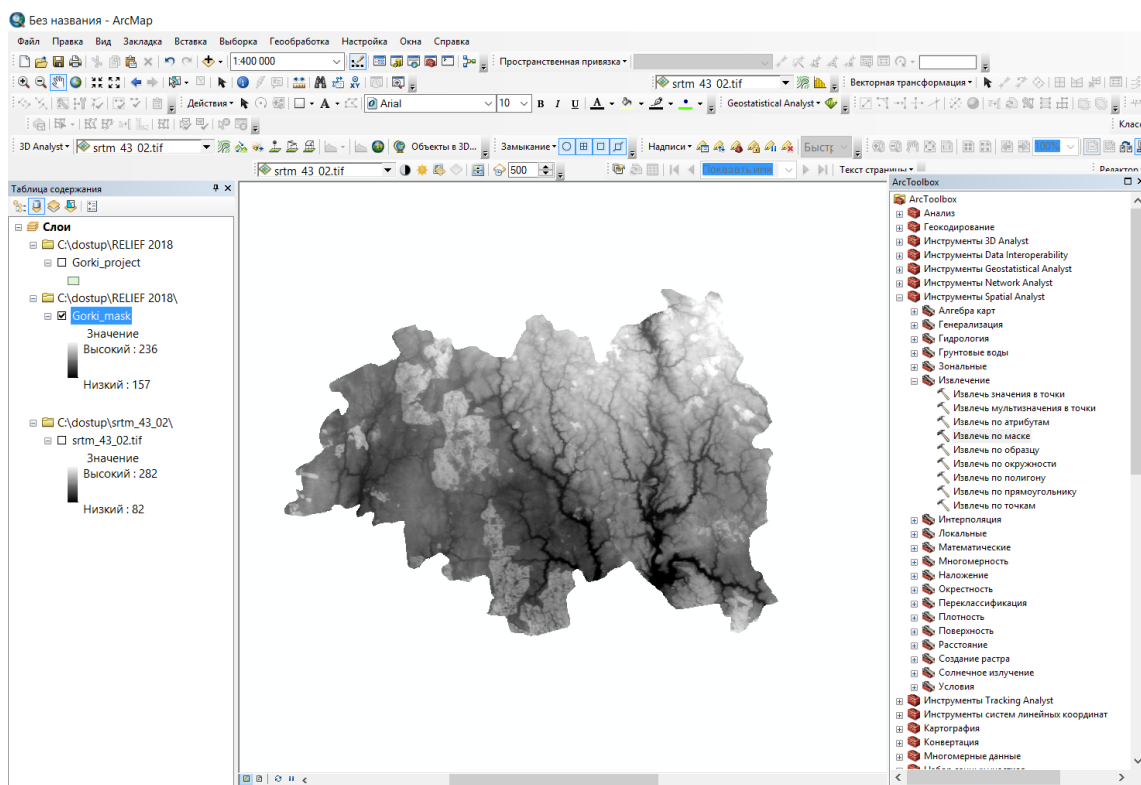 Без названия - ArcMap
Файл Правка Вид Закладка Вставка Выборка Геообработка Настройка Окна Справка
1:400 000 Пространственная привязка
srtm_43_02.tif Векторная трансформация
Действия Arial 10 B I U A Geostatistical Analyst
Клас
3D Analyst srtm_43_02.tif Объекты в 3D... Замыкание Надписи Быстр 100%
srtm_43_02.tif 500 Показать имя Текст страницы Редактор
Таблица содержания
Слои
C:\dostup\RELIEF 2018
Gorki_project
C:\dostup\RELIEF 2018\
Gorki_mask
Значение
Высокий : 236
Низкий : 157
C:\dostup\srtm_43_02\
srtm_43_02.tif
Значение
Высокий : 282
Низкий : 82
ArcToolbox
ArcToolbox
Анализ
Геокодирование
Инструменты 3D Analyst
Инструменты Data Interoperability
Инструменты Geostatistical Analyst
Инструменты Network Analyst
Инструменты Spatial Analyst
Алгебра карт
Генерализация
Гидрология
Грунтовые воды
Зональные
Извлечение
Извлечь значения в точки
Извлечь мультизначения в точки
Извлечь по атрибутам
Извлечь по маске
Извлечь по образцу
Извлечь по окружности
Извлечь по полигону
Извлечь по прямоугольнику
Извлечь по точкам
Интерполяция
Локальные
Математические
Многомерность
Наложение
Окрестность
Переклассификация
Плотность
Поверхность
Расстояние
Создание растра
Солнечное излучение
Условия
Инструменты Tracking Analyst
Инструменты систем линейных координат
Картография
Конвертация
Многомерные данные